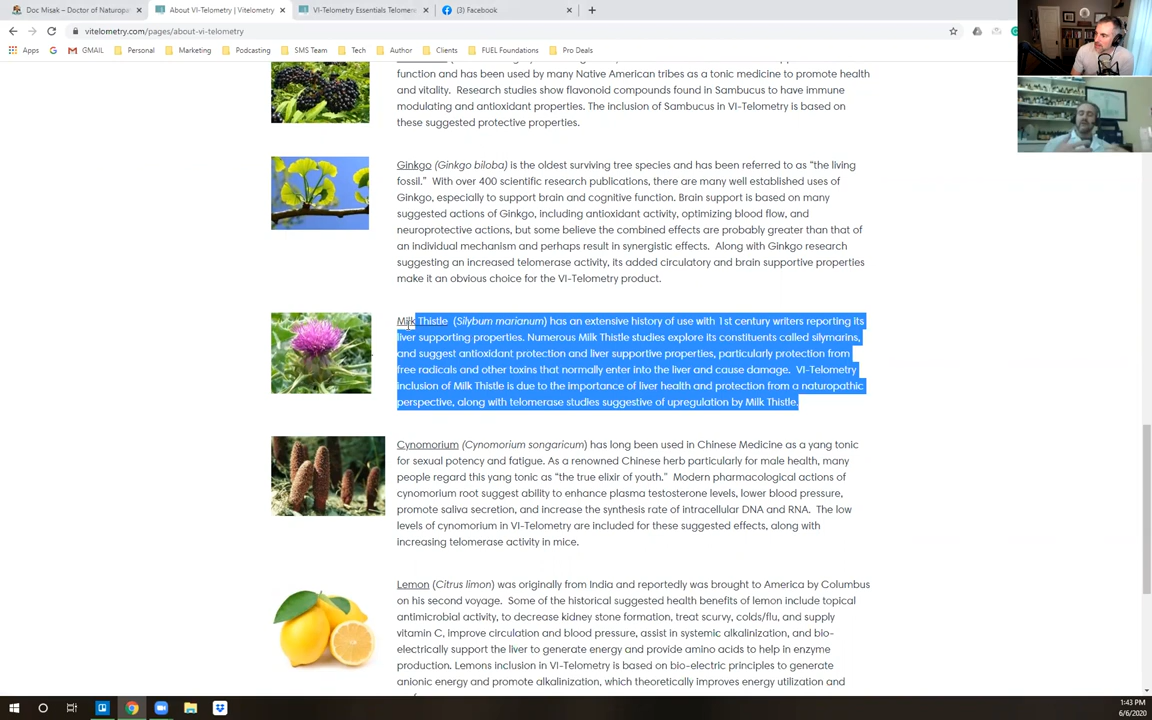 Doc Misak – Doctor of Naturopat
About VI-Telometry | Vitelometry
VI-Telometry Essentials Telomere
(3) Facebook
vitelometry.com/pages/about-vi-telometry
Apps
GMAIL
Personal
Marketing
Podcasting
SMS Team
Tech
Author
Clients
FUEL Foundations
Pro Deals
function and has been used by many Native American tribes as a tonic medicine to promote health
and vitality. Research studies show flavonoid compounds found in Sambucus to have immune
modulating and antioxidant properties. The inclusion of Sambucus in VI-Telometry is based on
these suggested protective properties.
Ginkgo (Ginkgo biloba) is the oldest surviving tree species and has been referred to as “the living
fossil.” With over 400 scientific research publications, there are many well established uses of
Ginkgo, especially to support brain and cognitive function. Brain support is based on many
suggested actions of Ginkgo, including antioxidant activity, optimizing blood flow, and
neuroprotective actions, but some believe the combined effects are probably greater than that of
an individual mechanism and perhaps result in synergistic effects. Along with Ginkgo research
suggesting an increased telomerase activity, its added circulatory and brain supportive properties
make it an obvious choice for the VI-Telometry product.
Milk Thistle (Silybum marianum) has an extensive history of use with 1st century writers reporting its
liver supporting properties. Numerous Milk Thistle studies explore its constituents called silymarins,
and suggest antioxidant protection and liver supportive properties, particularly protection from
free radicals and other toxins that normally enter into the liver and cause damage. VI-Telometry
inclusion of Milk Thistle is due to the importance of liver health and protection from a naturopathic
perspective, along with telomerase studies suggestive of upregulation by Milk Thistle.
Cynomorium (Cynomorium songaricum) has long been used in Chinese Medicine as a yang tonic
for sexual potency and fatigue. As a renowned Chinese herb particularly for male health, many
people regard this yang tonic as “the true elixir of youth." Modern pharmacological actions of
cynomorium root suggest ability to enhance plasma testosterone levels, lower blood pressure,
promote saliva secretion, and increase the synthesis rate of intracellular DNA and RNA. The low
levels of cynomorium in VI-Telometry are included for these suggested effects, along with
increasing telomerase activity in mice.
Lemon (Citrus limon) was originally from India and reportedly was brought to America by Columbus
on his second voyage. Some of the historical suggested health benefits of lemon include topical
antimicrobial activity, to decrease kidney stone formation, treat scurvy, colds/flu, and supply
vitamin C, improve circulation and blood pressure, assist in systemic alkalinization, and bio-
electrically support the liver to generate energy and provide amino acids to help in enzyme
production. Lemons inclusion in VI-Telometry is based on bio-electric principles to generate
anionic energy and promote alkalinization, which theoretically improves energy utilization and
1:43 PM
6/6/2020